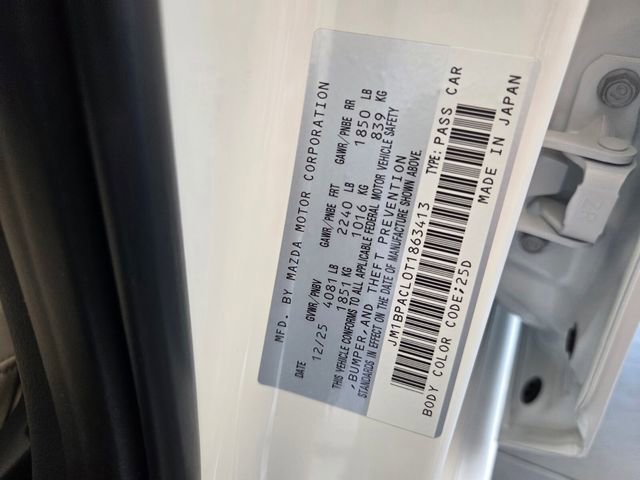 MFD. BY MAZDA MOTOR CORPORATION
DATE GVWR/PNBV GAWR/PNBE FRT GAWR/PNBE RR
12/25 4081 LB 2240 LB 1850 LB
1851 KG 1016 KG 839 KG
THIS VEHICLE CONFORMS TO ALL APPLICABLE FEDERAL MOTOR VEHICLE SAFETY
, BUMPER, AND THEFT PREVENTION
STANDARDS IN EFFECT ON THE DATE OF MANUFACTURE SHOWN ABOVE.
JM1BPACL0T1863413 TYPE: PASS CAR
BODY COLOR CODE:25D MADE IN JAPAN